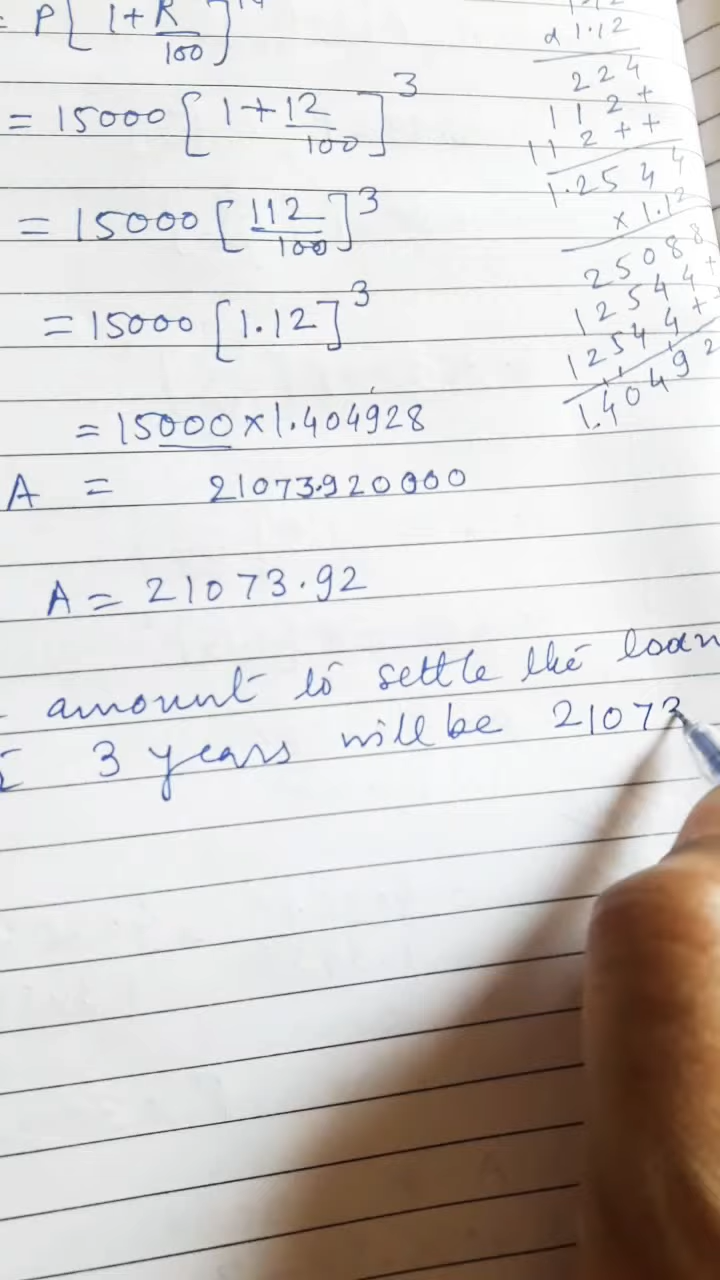 = P[1+R/100]
= 15000[1+12/100]³
= 15000[112/100]³
= 15000[1.12]³
= 15000×1.404928
A = 21073.920000
A = 21073.92
amount to settle the loan
3 years will be 21073
1.12
224
112+
112++
1.2544
×1.12
25088
12544+
12544++
1.40492